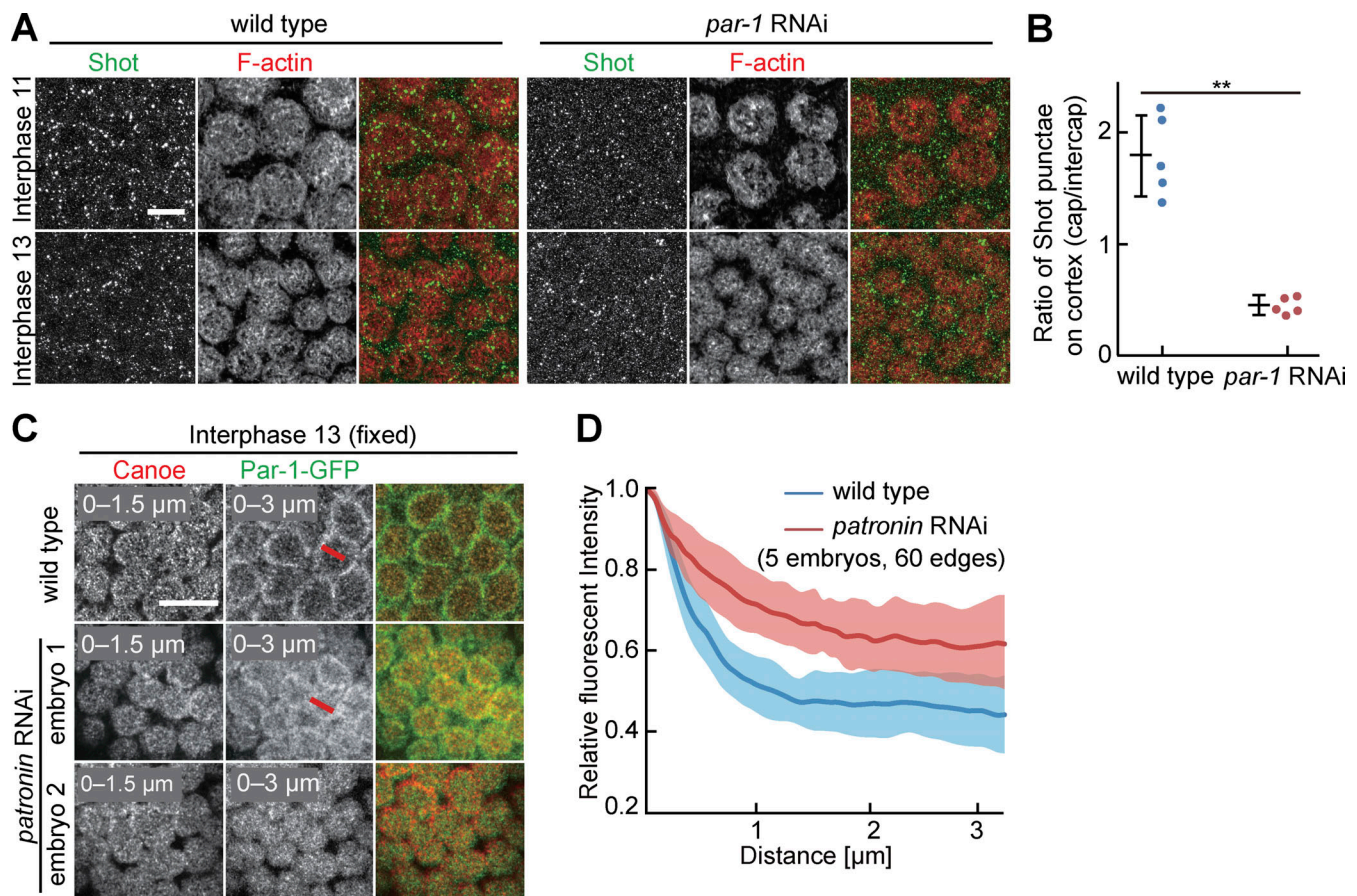 A
wild type
par-1 RNAi
Shot
F-actin
Shot
F-actin
Interphase 11
Interphase 13
B
**
Ratio of Shot punctae
on cortex (cap/intercap)
2
1
0
wild type par-1 RNAi
C
Interphase 13 (fixed)
Canoe
Par-1-GFP
wild type
0–1.5 µm
0–3 µm
patronin RNAi
embryo 1
0–1.5 µm
0–3 µm
embryo 2
0–1.5 µm
0–3 µm
D
Relative fluorescent Intensity
1.0
0.8
0.6
0.4
0.2
wild type
patronin RNAi
(5 embryos, 60 edges)
1
2
3
Distance [µm]